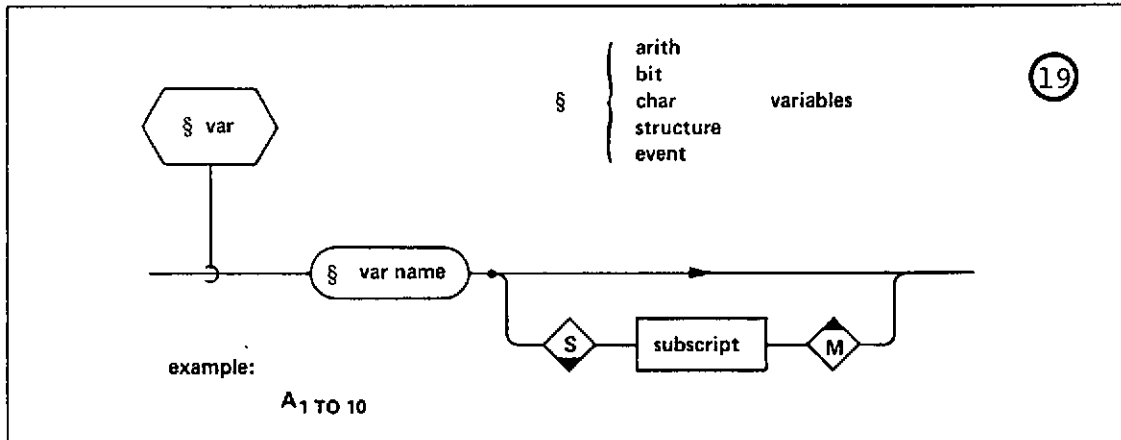 arith
bit
§ char variables
structure
event
19
§ var
§ var name
S subscript M
example:
A1 TO 10